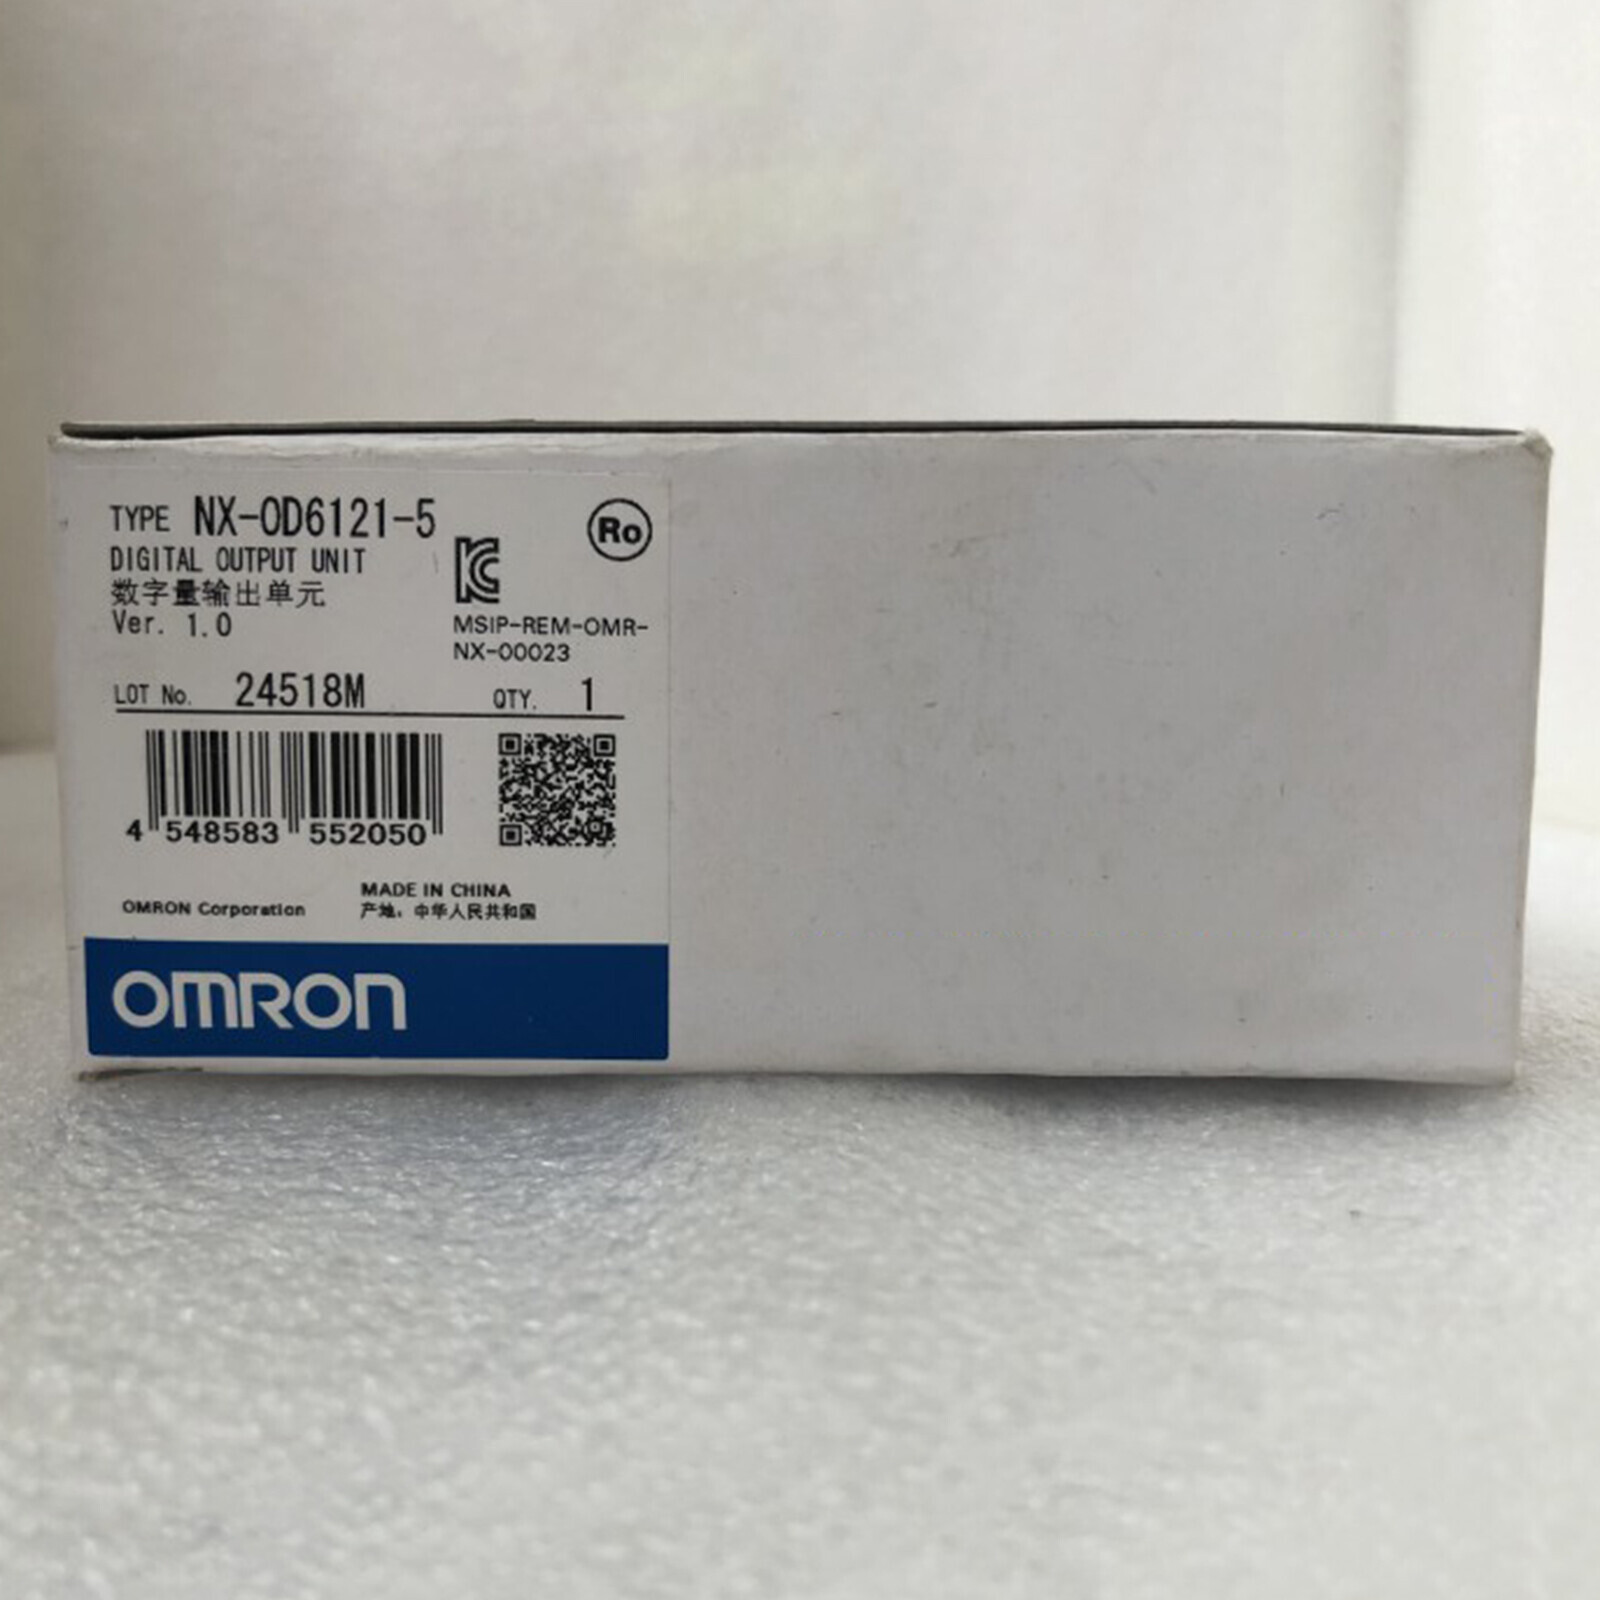 TYPE NX-OD6121-5
Ro
DIGITAL OUTPUT UNIT
数字量输出单元
Ver. 1.0
MSIP-REM-OMR-
NX-00023
LOT No. 24518M QTY. 1
4 548583 552050
MADE IN CHINA
OMRON Corporation
产地：中华人民共和国
OMRON